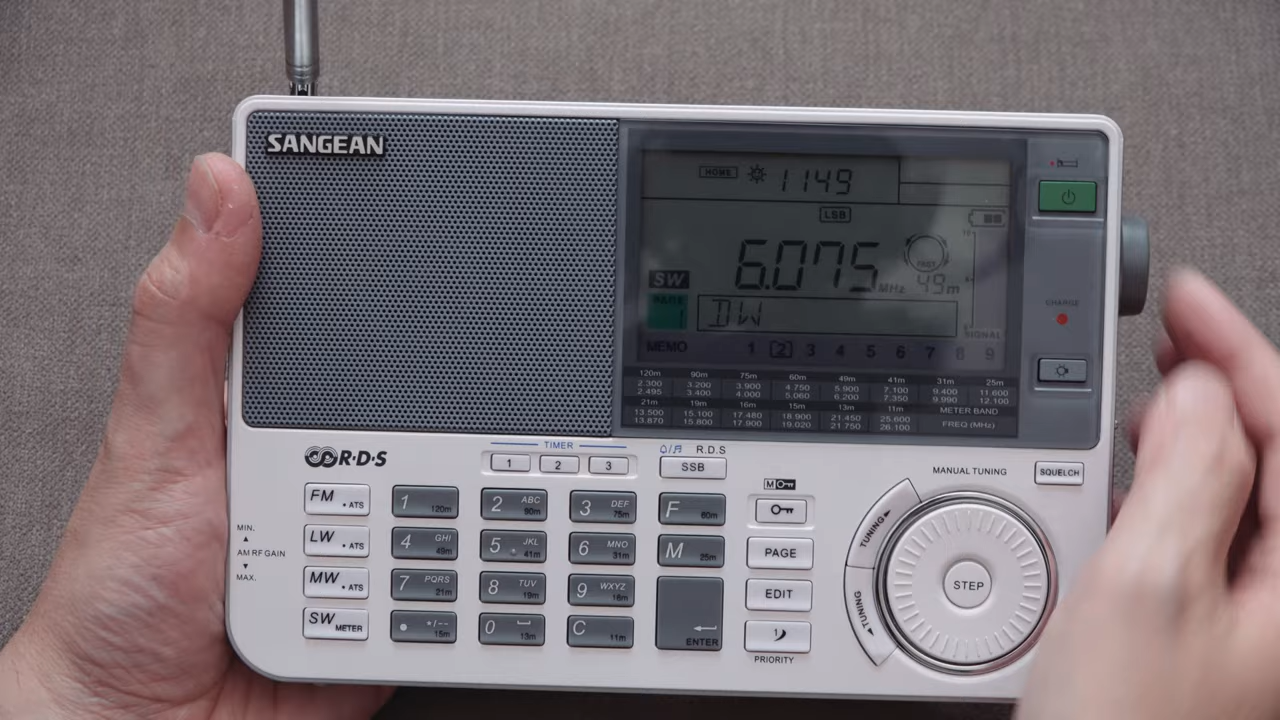 SANGEAN
HOME 1149
LSB
6.075 MHz
FAST
49m
SW
PAGE
1
DW
SIGNAL
MEMO 1 2 3 4 5 6 7 8 9
120m 90m 75m 60m 49m 41m 31m 25m
2.300 3.200 3.900 4.750 5.900 7.100 9.400 11.600
2.495 3.400 4.000 5.060 6.200 7.350 9.990 12.100
21m 19m 16m 15m 13m 11m METER BAND
13.500 15.100 17.480 18.900 21.450 25.600 FREQ (MHz)
13.870 15.800 17.900 19.020 21.750 26.100
CHARGE
R·D·S
TIMER
1 2 3
R.D.S
SSB
MANUAL TUNING
SQUELCH
FM • ATS
LW • ATS
MW • ATS
SW METER
MIN.
AM RF GAIN
MAX.
1 120m
2 ABC 90m
3 DEF 75m
F 60m
4 GHI 49m
5 JKL 41m
6 MNO 31m
M 25m
7 PQRS 21m
8 TUV 19m
9 WXYZ 16m
ENTER
• */-- 15m
0 13m
C 11m
M
PAGE
EDIT
PRIORITY
TUNING
TUNING
STEP